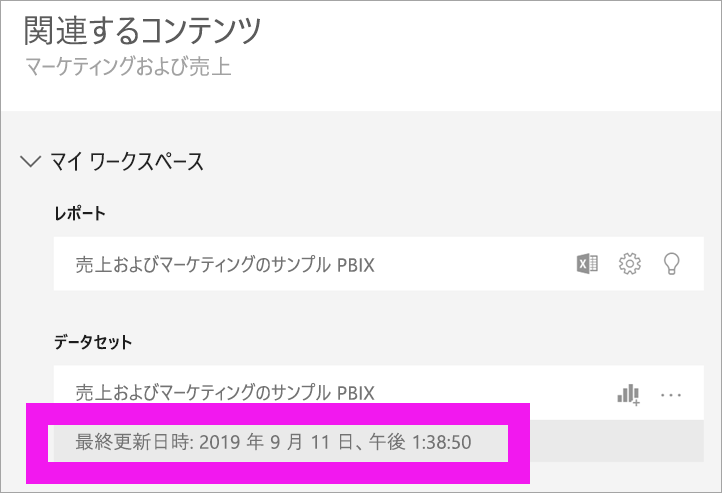 関連するコンテンツ
マーケティングおよび売上
マイ ワークスペース
レポート
売上およびマーケティングのサンプル PBIX
データセット
売上およびマーケティングのサンプル PBIX
最終更新日時: 2019 年 9 月 11 日、午後 1:38:50